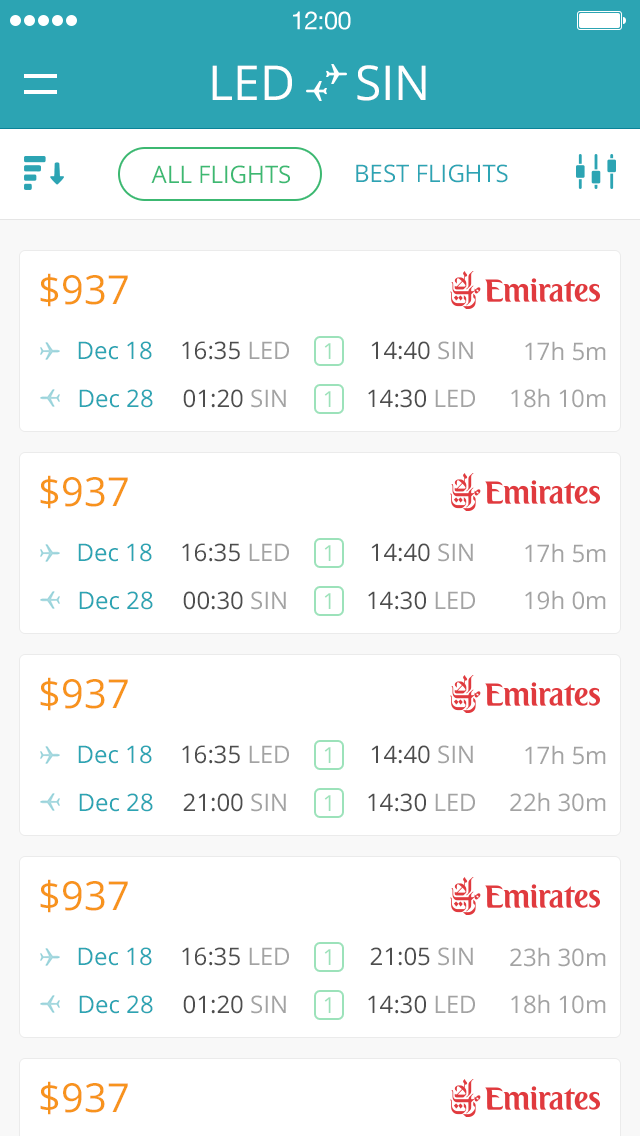 12:00
LED SIN
ALL FLIGHTS BEST FLIGHTS
$937 Emirates
Dec 18 16:35 LED 1 14:40 SIN 17h 5m
Dec 28 01:20 SIN 1 14:30 LED 18h 10m
$937 Emirates
Dec 18 16:35 LED 1 14:40 SIN 17h 5m
Dec 28 00:30 SIN 1 14:30 LED 19h 0m
$937 Emirates
Dec 18 16:35 LED 1 14:40 SIN 17h 5m
Dec 28 21:00 SIN 1 14:30 LED 22h 30m
$937 Emirates
Dec 18 16:35 LED 1 21:05 SIN 23h 30m
Dec 28 01:20 SIN 1 14:30 LED 18h 10m
$937 Emirates